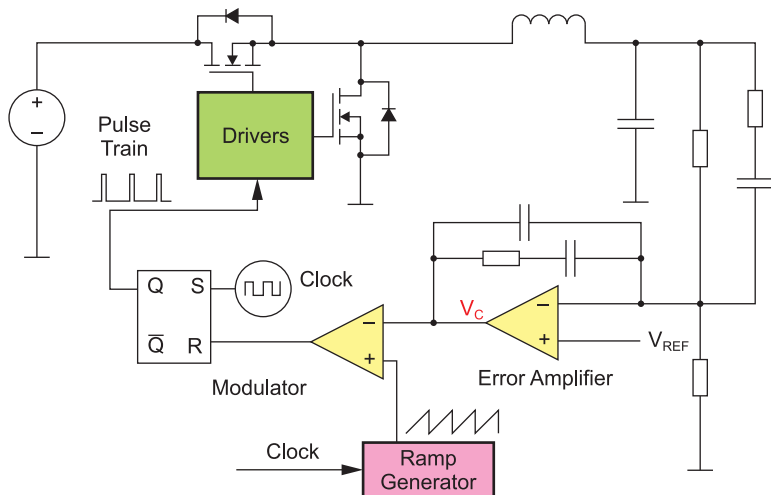 +
−
Pulse
Train
Drivers
Q
S
Clock
Q̅
R
−
+
Modulator
V_C
−
+
V_REF
Error Amplifier
Clock
Ramp
Generator